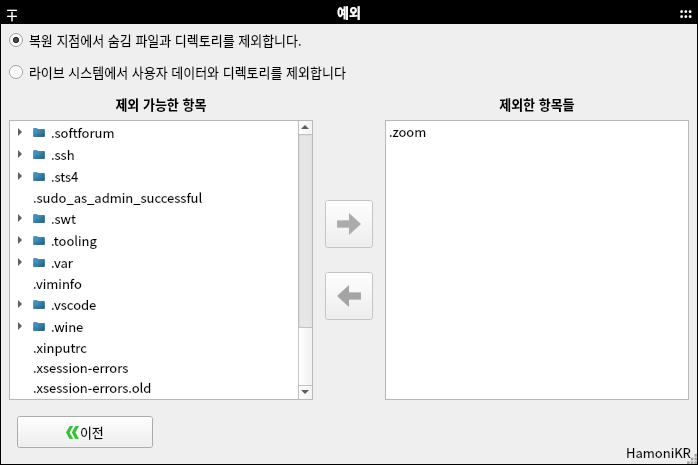 예외
복원 지점에서 숨김 파일과 디렉토리를 제외합니다.
라이브 시스템에서 사용자 데이터와 디렉토리를 제외합니다
제외 가능한 항목
제외한 항목들
.softforum
.ssh
.sts4
.sudo_as_admin_successful
.swt
.tooling
.var
.viminfo
.vscode
.wine
.xinputrc
.xsession-errors
.xsession-errors.old
.zoom
이전
HamoniKR